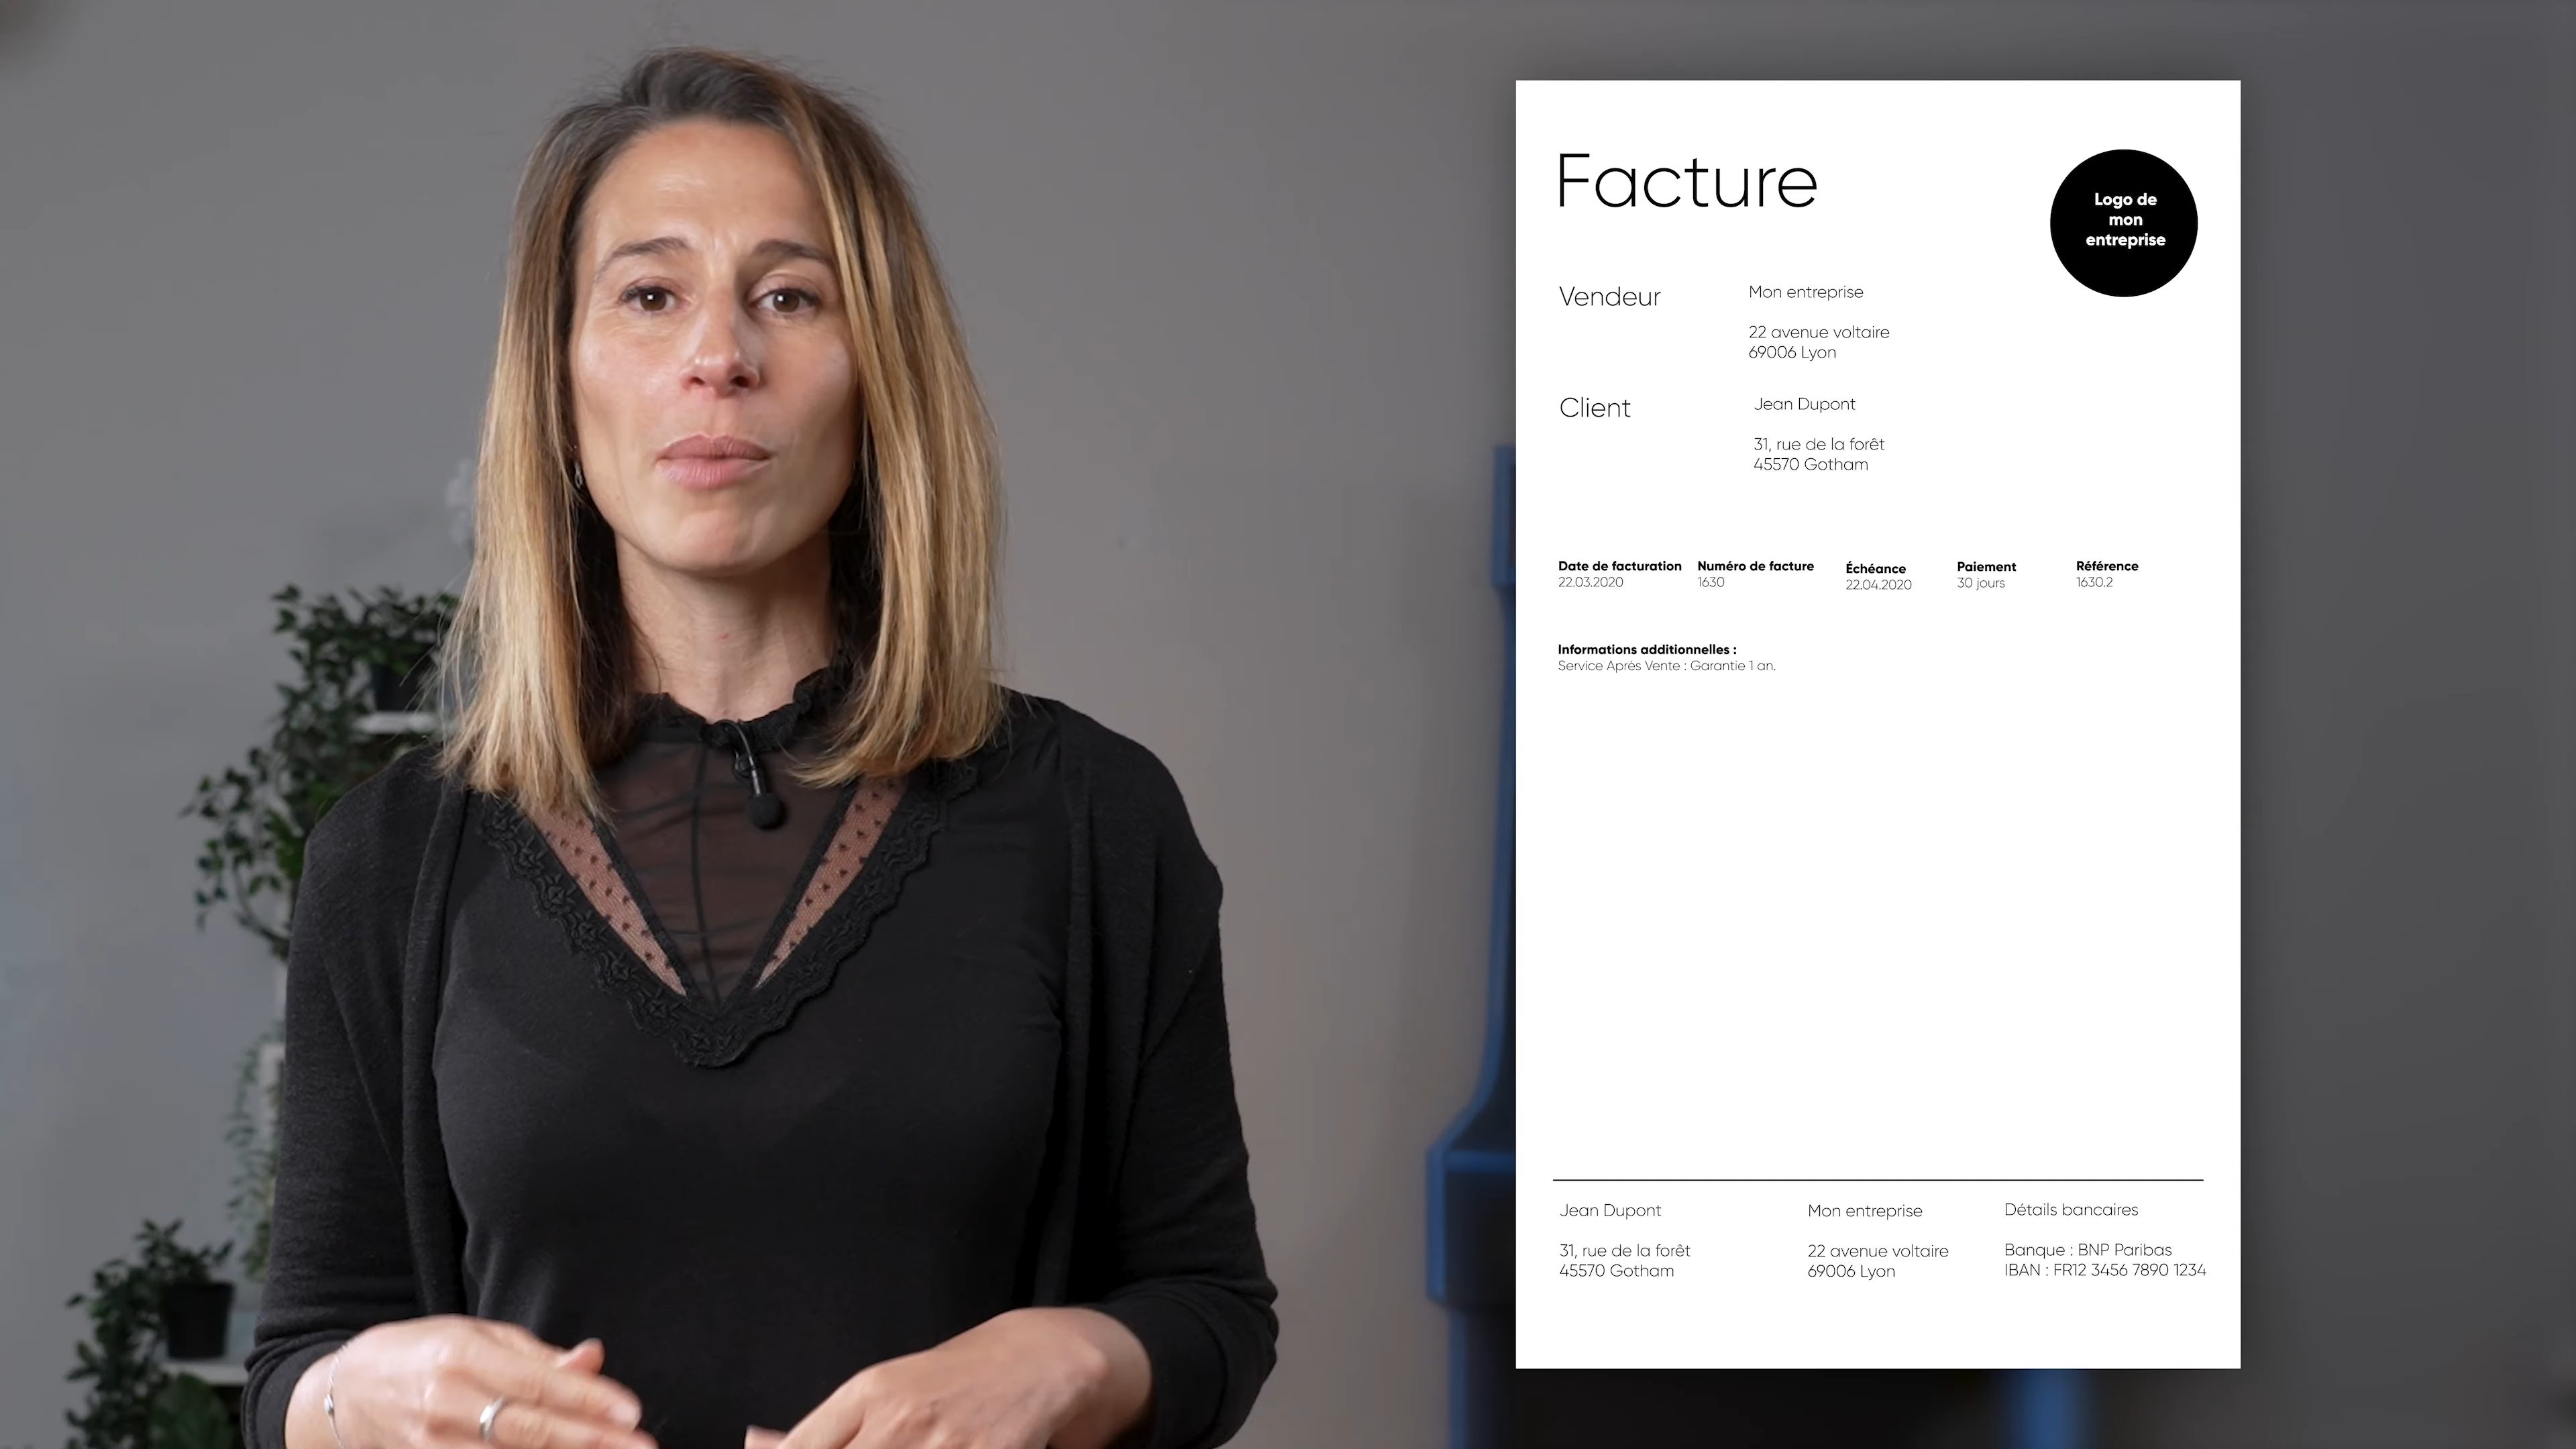 Facture
Logo de
mon
entreprise
Vendeur
Mon entreprise
22 avenue voltaire
69006 Lyon
Client
Jean Dupont
31, rue de la forêt
45570 Gotham
Date de facturation
22.03.2020
Numéro de facture
1630
Échéance
22.04.2020
Paiement
30 jours
Référence
1630.2
Informations additionnelles :
Service Après Vente : Garantie 1 an.
Jean Dupont
31, rue de la forêt
45570 Gotham
Mon entreprise
22 avenue voltaire
69006 Lyon
Détails bancaires
Banque : BNP Paribas
IBAN : FR12 3456 7890 1234